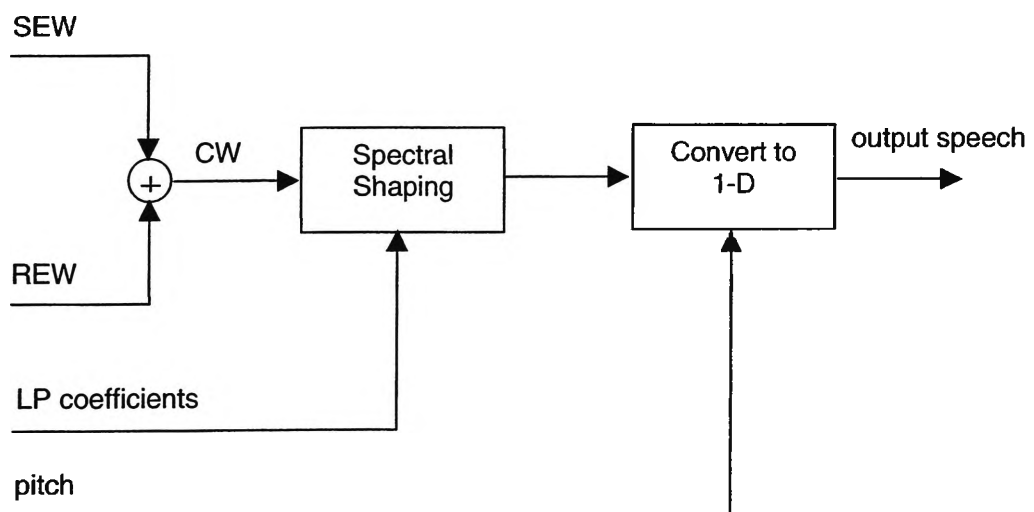 SEW
CW
+
Spectral
Shaping
Convert to
1-D
output speech
REW
LP coefficients
pitch